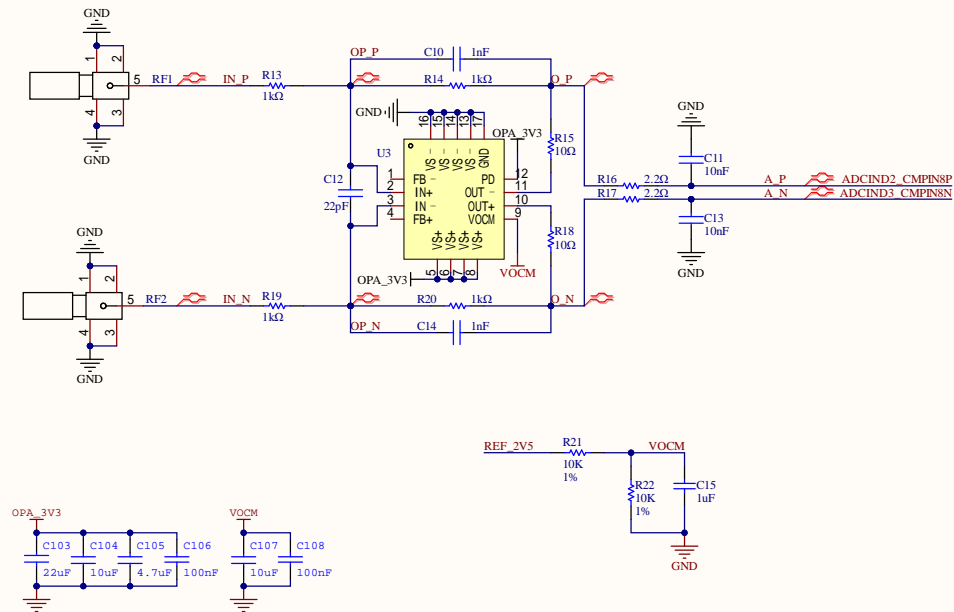 GND
1
2
5
RF1
IN_P
R13
1kΩ
4
3
GND
OP_P
C10
1nF
R14
1kΩ
O_P
GND
16
15
14
13
17
OPA_3V3
R15
10Ω
U3
VS -
VS -
VS -
VS -
GND
1
FB -
PD
12
2
IN+
OUT -
11
3
IN -
OUT+
10
4
FB+
VOCM
9
VS+
VS+
VS+
VS+
5
6
7
8
C12
22pF
OPA_3V3
VOCM
R18
10Ω
GND
C11
10nF
R16
2.2Ω
A_P
ADCIND2_CMPIN8P
R17
2.2Ω
A_N
ADCIND3_CMPIN8N
C13
10nF
GND
GND
1
2
5
RF2
IN_N
R19
1kΩ
4
3
GND
R20
1kΩ
O_N
OP_N
C14
1nF
REF_2V5
R21
10K
1%
VOCM
R22
10K
1%
C15
1uF
GND
OPA_3V3
C103
22uF
C104
10uF
C105
4.7uF
C106
100nF
VOCM
C107
10uF
C108
100nF